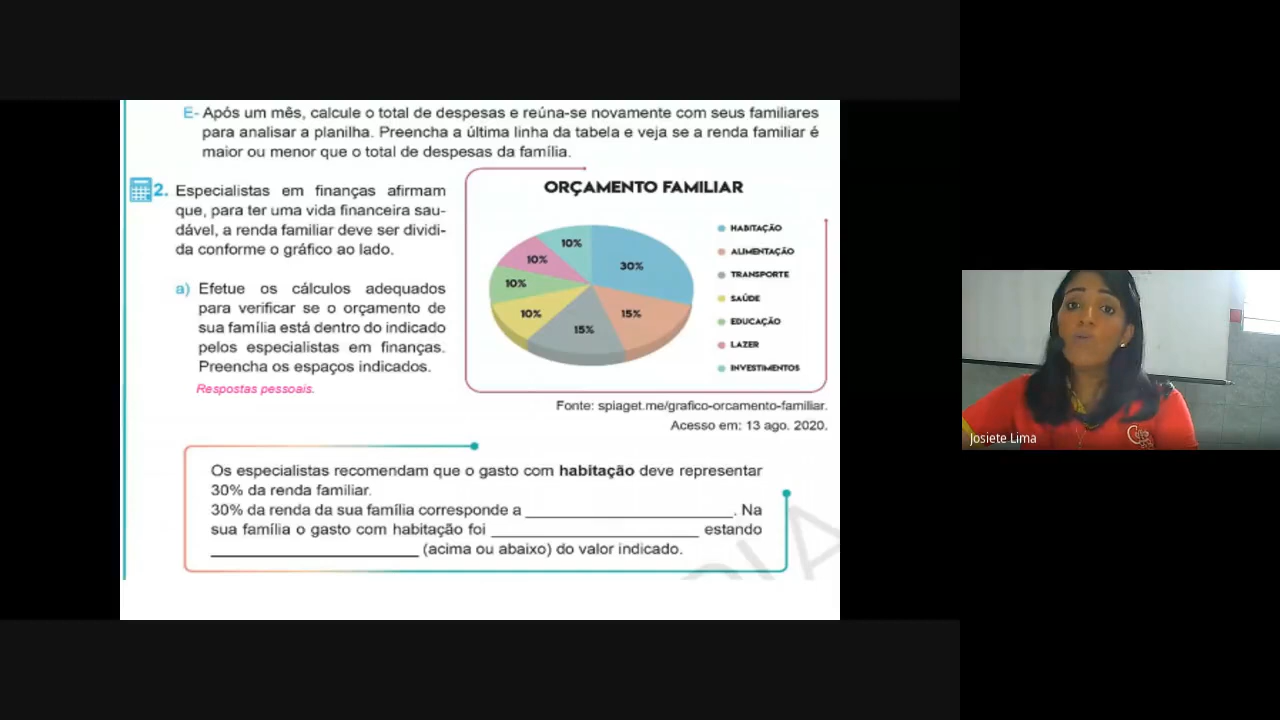 E- Após um mês, calcule o total de despesas e reúna-se novamente com seus familiares
para analisar a planilha. Preencha a última linha da tabela e veja se a renda familiar é
maior ou menor que o total de despesas da família.
2. Especialistas em finanças afirmam
que, para ter uma vida financeira sau-
dável, a renda familiar deve ser dividi-
da conforme o gráfico ao lado.
a) Efetue os cálculos adequados
para verificar se o orçamento de
sua família está dentro do indicado
pelos especialistas em finanças.
Preencha os espaços indicados.
Respostas pessoais.
ORÇAMENTO FAMILIAR
10%
30%
10%
10%
10%
15%
15%
HABITAÇÃO
ALIMENTAÇÃO
TRANSPORTE
SAÚDE
EDUCAÇÃO
LAZER
INVESTIMENTOS
Fonte: spiaget.me/grafico-orcamento-familiar.
Acesso em: 13 ago. 2020.
Os especialistas recomendam que o gasto com habitação deve representar
30% da renda familiar.
30% da renda da sua família corresponde a ______________________. Na
sua família o gasto com habitação foi ______________________ estando
______________________ (acima ou abaixo) do valor indicado.
Josiete Lima